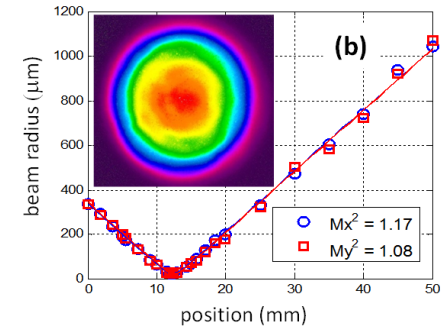 1200
1000
800
600
400
200
0
beam radius (μm)
(b)
Mx² = 1.17
My² = 1.08
0 10 20 30 40 50
position (mm)